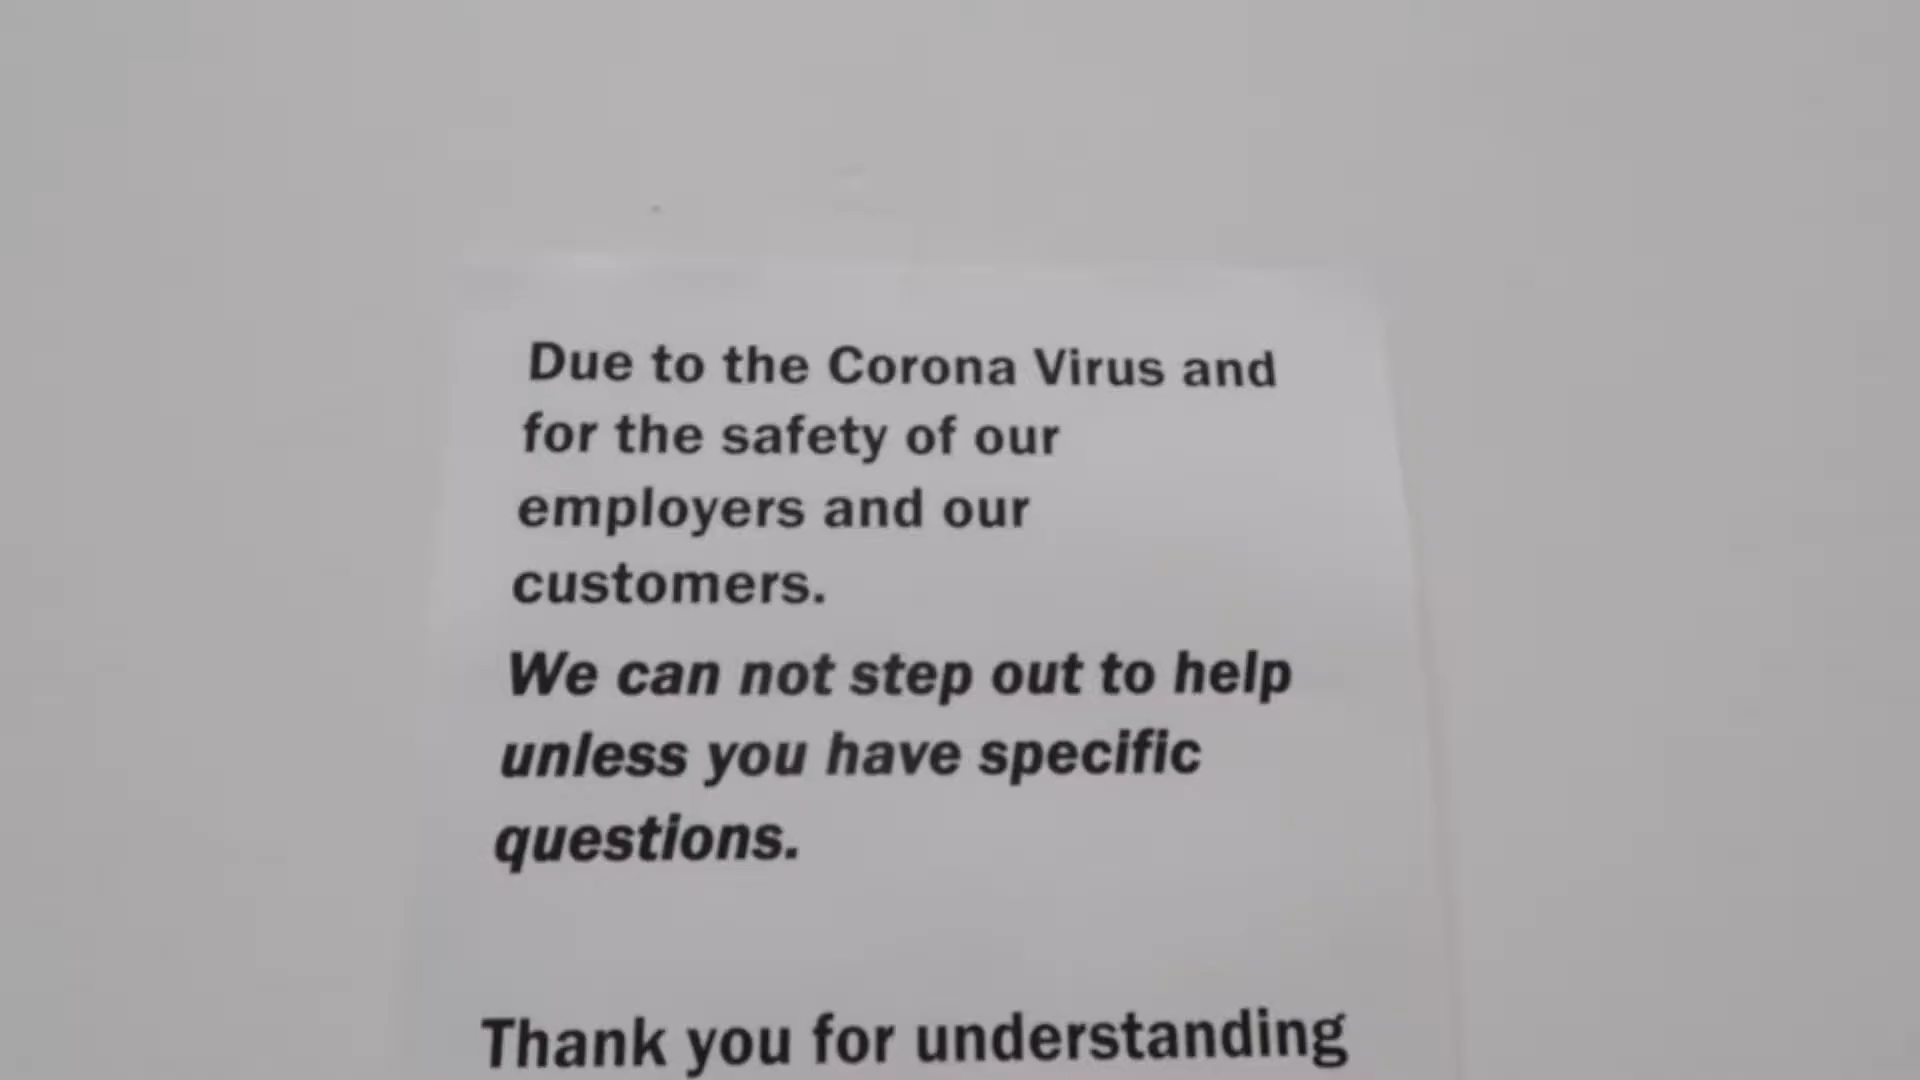 Due to the Corona Virus and
for the safety of our
employers and our
customers.
We can not step out to help
unless you have specific
questions.
Thank you for understanding